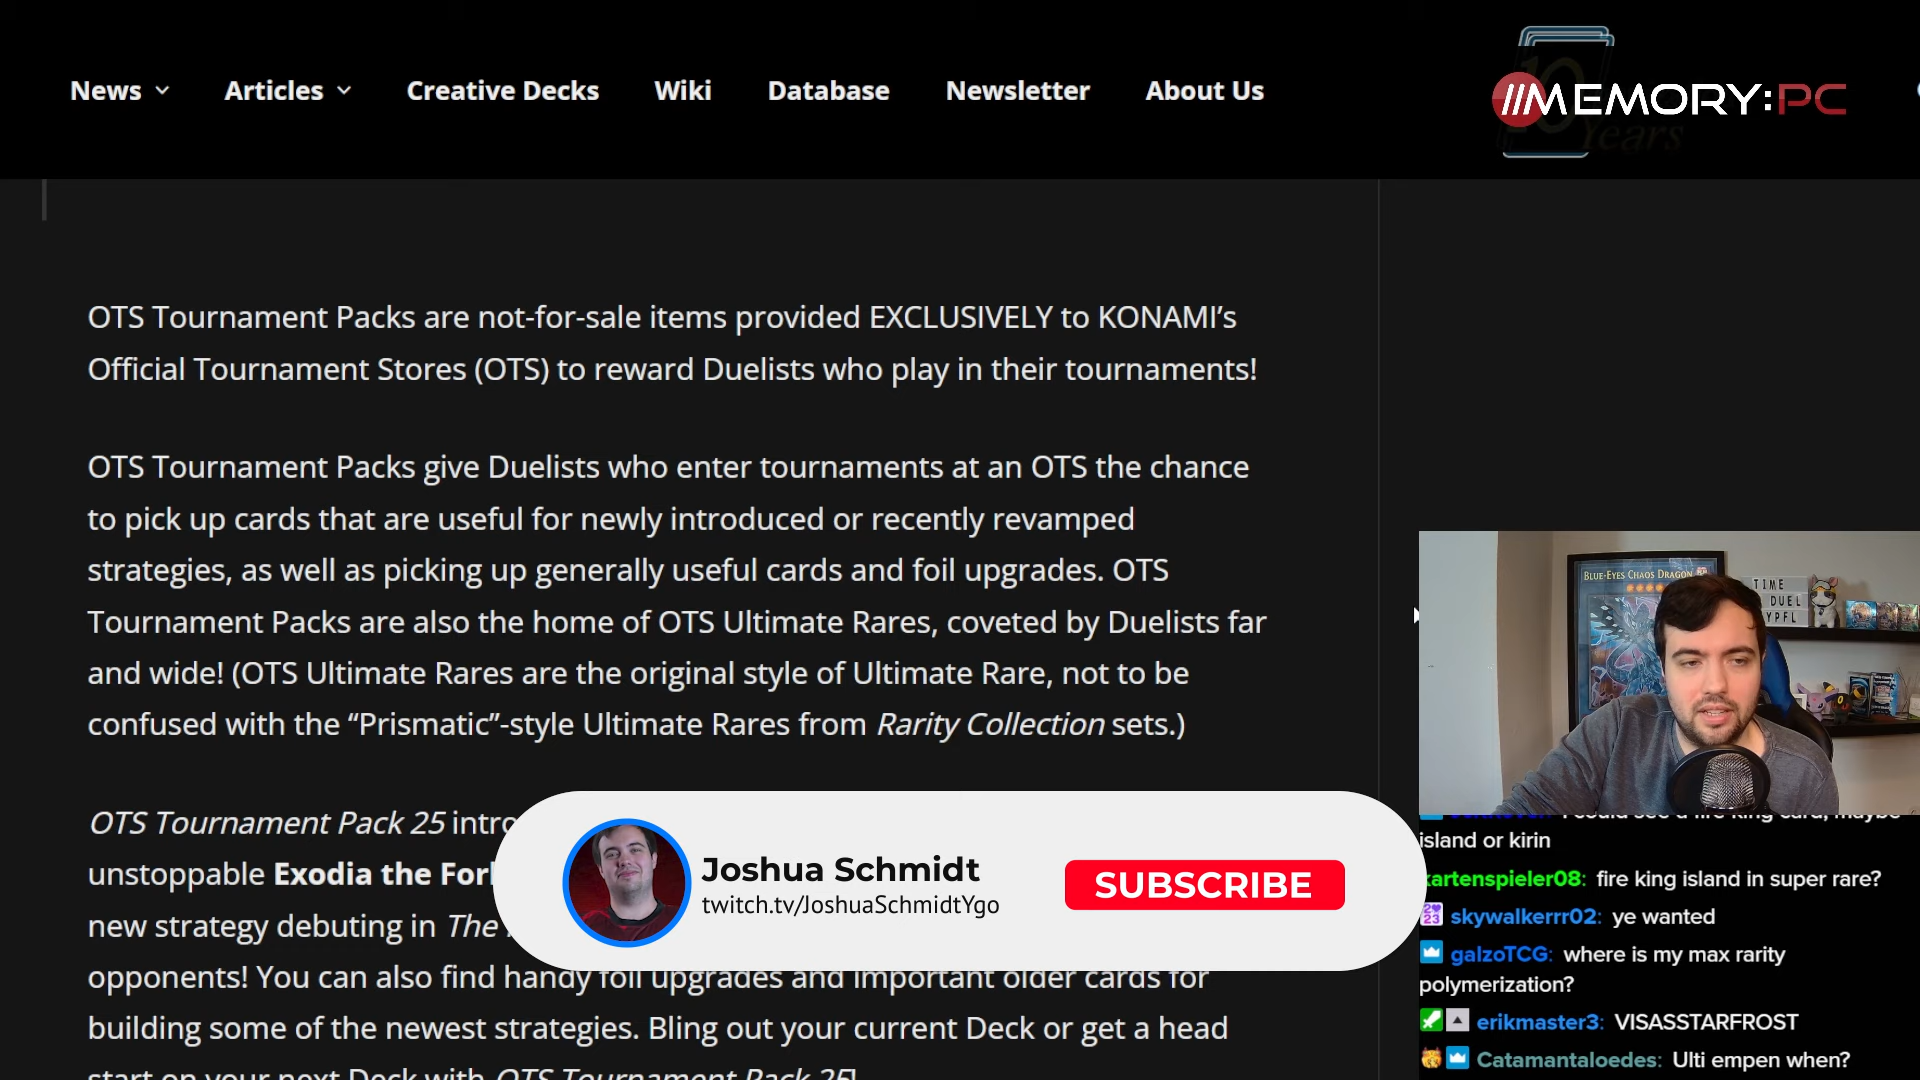 News
Articles
Creative Decks
Wiki
Database
Newsletter
About Us
10
Years
MEMORY:PC
OTS Tournament Packs are not-for-sale items provided EXCLUSIVELY to KONAMI’s
Official Tournament Stores (OTS) to reward Duelists who play in their tournaments!
OTS Tournament Packs give Duelists who enter tournaments at an OTS the chance
to pick up cards that are useful for newly introduced or recently revamped
strategies, as well as picking up generally useful cards and foil upgrades. OTS
Tournament Packs are also the home of OTS Ultimate Rares, coveted by Duelists far
and wide! (OTS Ultimate Rares are the original style of Ultimate Rare, not to be
confused with the “Prismatic”-style Ultimate Rares from Rarity Collection sets.)
OTS Tournament Pack 25
unstoppable Exodia the
new strategy debuting in The
opponents! You can also find handy foil upgrades and important older cards for
building some of the newest strategies. Bling out your current Deck or get a head
start on your next Deck with OTS Tournament Pack 25!
Joshua Schmidt
twitch.tv/JoshuaSchmidtYgo
SUBSCRIBE
BLUE-EYES CHAOS DRAGON
TIME
DUEL
YPFL
I could see a fire king card, maybe
island or kirin
kartenspieler08: fire king island in super rare?
skywalkerrr02: ye wanted
galzoTCG: where is my max rarity
polymerization?
erikmaster3: VISASSTARFROST
Catamantaloedes: Ulti empen when?